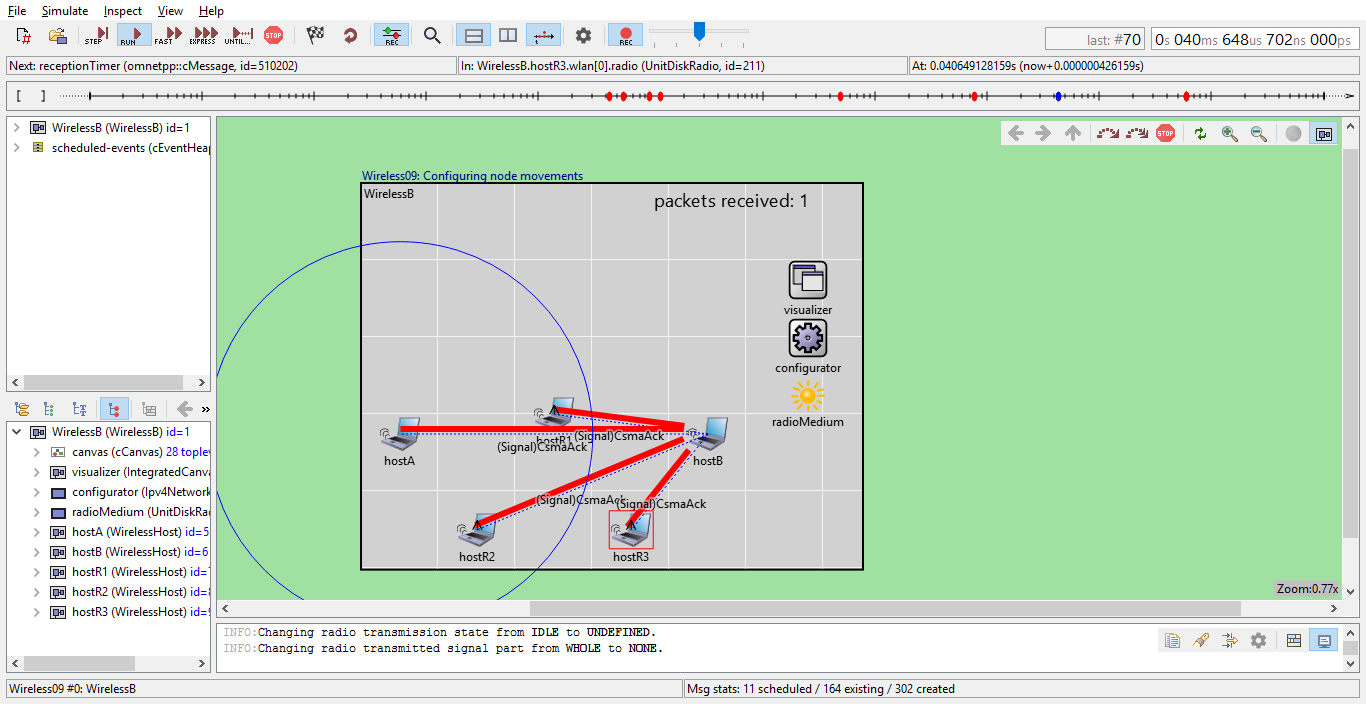 File Simulate Inspect View Help
STEP RUN FAST EXPRESS UNTIL... STOP REC REC
last: #70 0s 040ms 648us 702ns 000ps
Next: receptionTimer (omnetpp::cMessage, id=510202) In: WirelessB.hostR3.wlan[0].radio (UnitDiskRadio, id=211) At: 0.040649128159s (now+0.000000426159s)
[ ]
WirelessB (WirelessB) id=1
scheduled-events (cEventHeap
STOP
Wireless09: Configuring node movements
WirelessB
packets received: 1
visualizer
configurator
radioMedium
hostR1
(Signal)CsmaAck
(Signal)CsmaAck
hostA
hostB
(Signal)CsmaAck
(Signal)CsmaAck
hostR2
hostR3
Zoom:0.77x
»
WirelessB (WirelessB) id=1
canvas (cCanvas) 28 toplev
visualizer (IntegratedCanva
configurator (Ipv4Network
radioMedium (UnitDiskRad
hostA (WirelessHost) id=5
hostB (WirelessHost) id=6
hostR1 (WirelessHost) id=
hostR2 (WirelessHost) id=
hostR3 (WirelessHost) id=
INFO:Changing radio transmission state from IDLE to UNDEFINED.
INFO:Changing radio transmitted signal part from WHOLE to NONE.
Wireless09 #0: WirelessB
Msg stats: 11 scheduled / 164 existing / 302 created